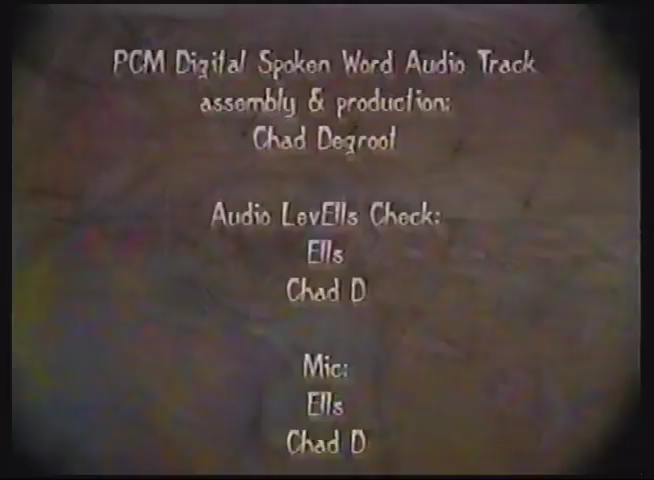 PCM Digital Spoken Word Audio Track
assembly & production:
Chad Degroot
Audio LevElls Check:
Ells
Chad D
Mic:
Ells
Chad D